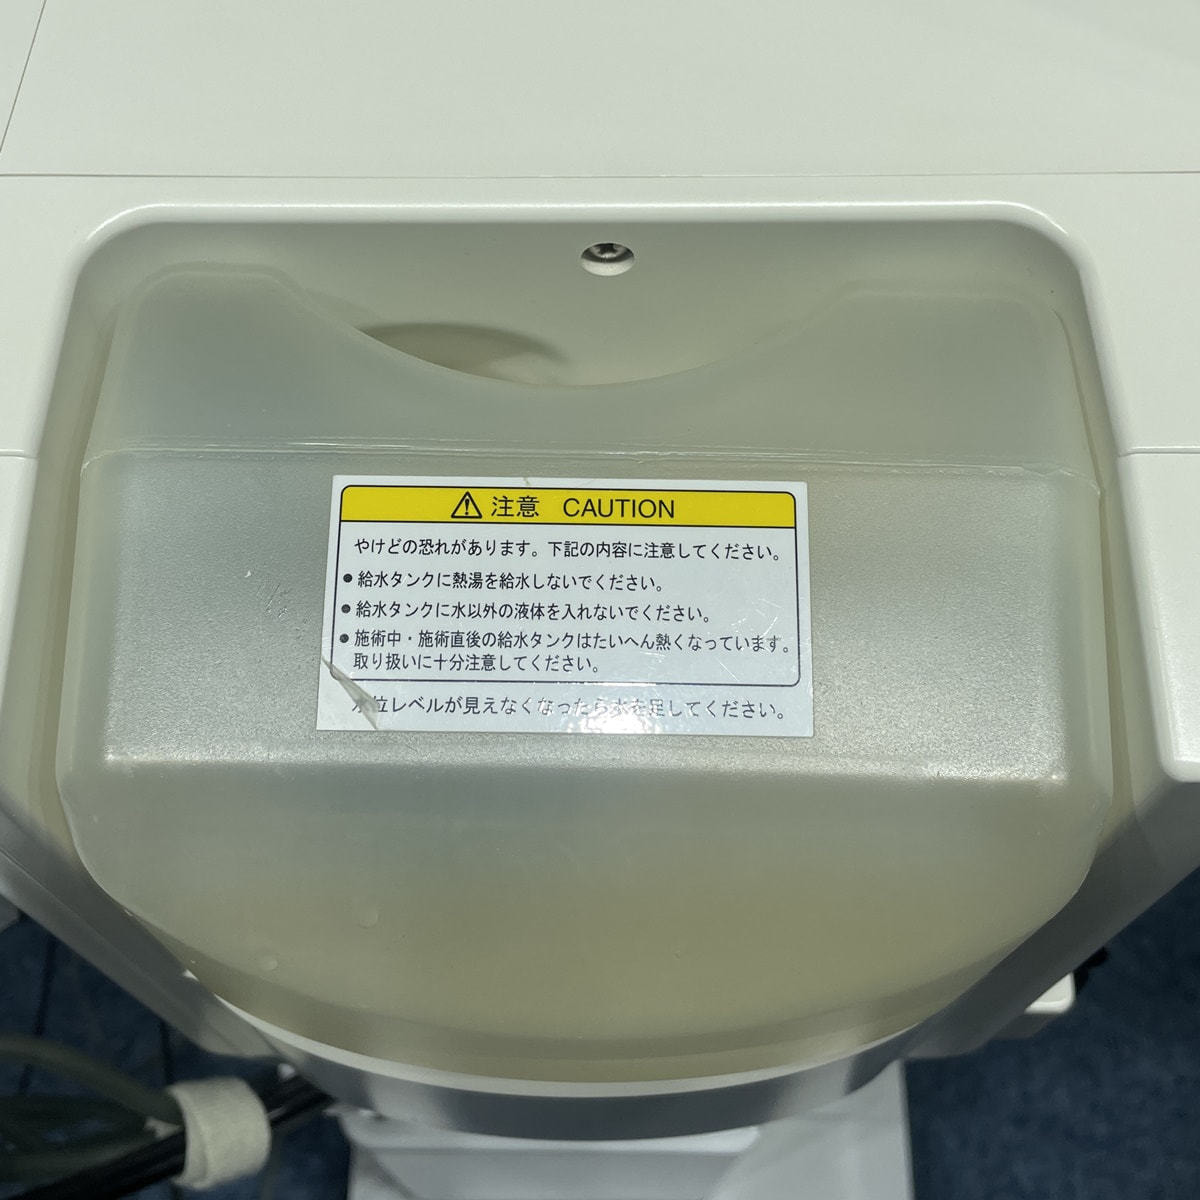 注意 CAUTION
やけどの恐れがあります。下記の内容に注意してください。
●給水タンクに熱湯を給水しないでください。
●給水タンクに水以外の液体を入れないでください。
●施術中・施術直後の給水タンクはたいへん熱くなっています。
取り扱いに十分注意してください。
水位レベルが見えなくなったら水を足してください。